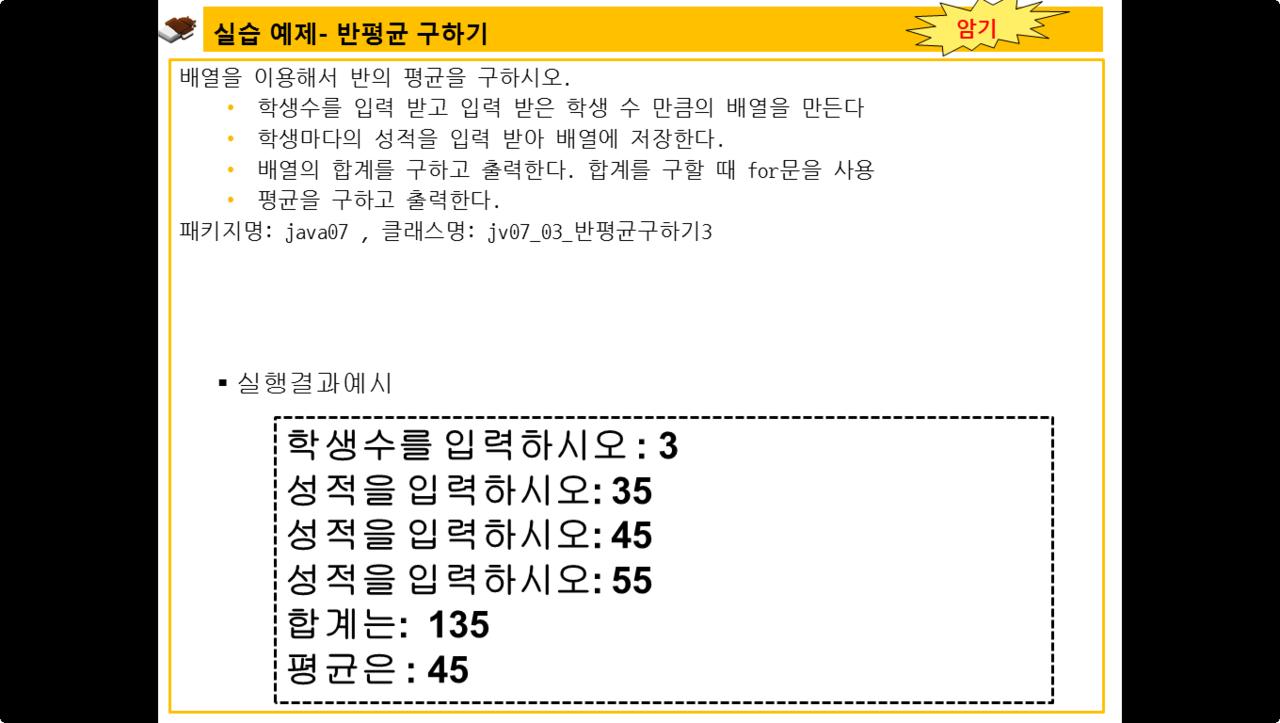 실습 예제- 반평균 구하기
암기
배열을 이용해서 반의 평균을 구하시오.
• 학생수를 입력 받고 입력 받은 학생 수 만큼의 배열을 만든다
• 학생마다의 성적을 입력 받아 배열에 저장한다.
• 배열의 합계를 구하고 출력한다. 합계를 구할 때 for문을 사용
• 평균을 구하고 출력한다.
패키지명: java07 , 클래스명: jv07_03_반평균구하기3
▪ 실행결과예시
학생수를 입력하시오 : 3
성적을 입력하시오: 35
성적을 입력하시오: 45
성적을 입력하시오: 55
합계는: 135
평균은 : 45